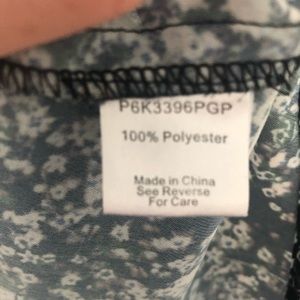 P6K3396PGP
100% Polyester
Made in China
See Reverse
For Care